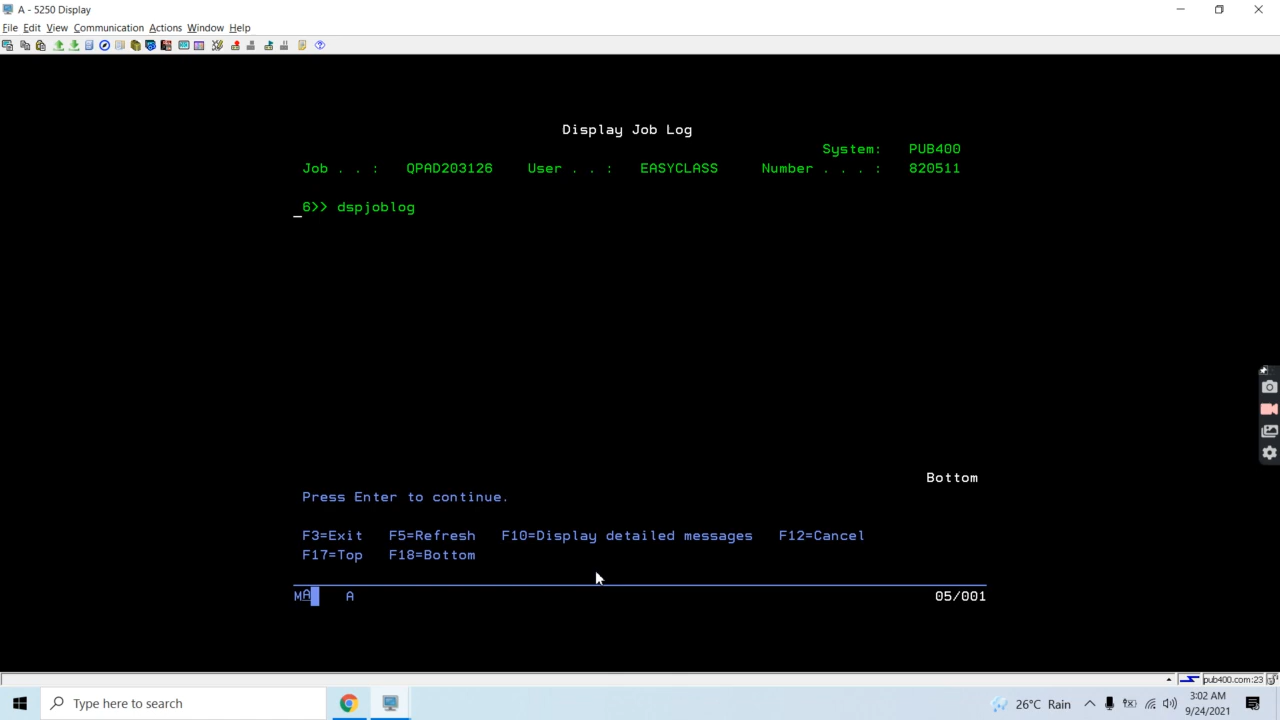 A - 5250 Display
File Edit View Communication Actions Window Help
Display Job Log
System: PUB400
Job . . : QPAD203126 User . . : EASYCLASS Number . . . : 820511
_6>> dspjoblog
Bottom
Press Enter to continue.
F3=Exit F5=Refresh F10=Display detailed messages F12=Cancel
F17=Top F18=Bottom
MA A 05/001
pub400.com:23
Type here to search
26°C Rain
3:02 AM
9/24/2021